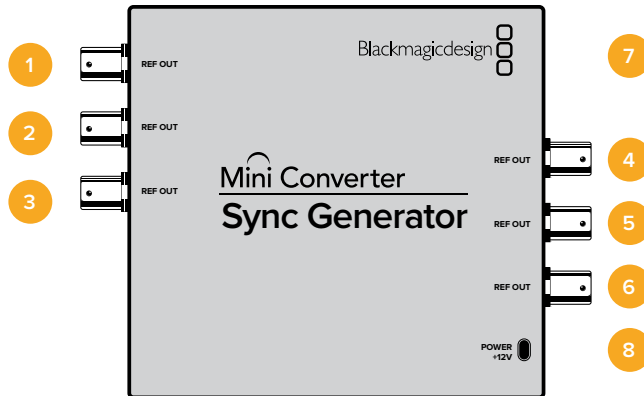 Blackmagicdesign
1
REF OUT
2
REF OUT
3
REF OUT
Mini Converter
Sync Generator
7
REF OUT
4
REF OUT
5
REF OUT
6
POWER
+12V
8